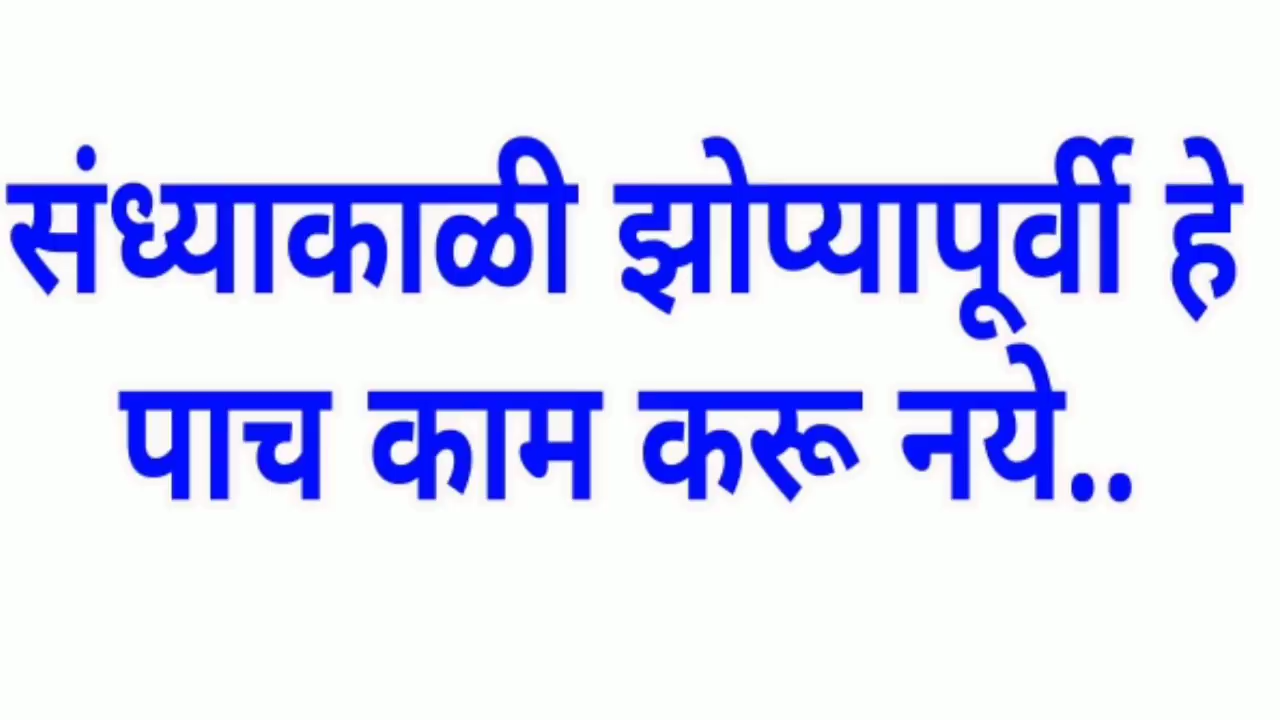 संध्याकाळी झोप्यापूर्वी हे
पाच काम करू नये..